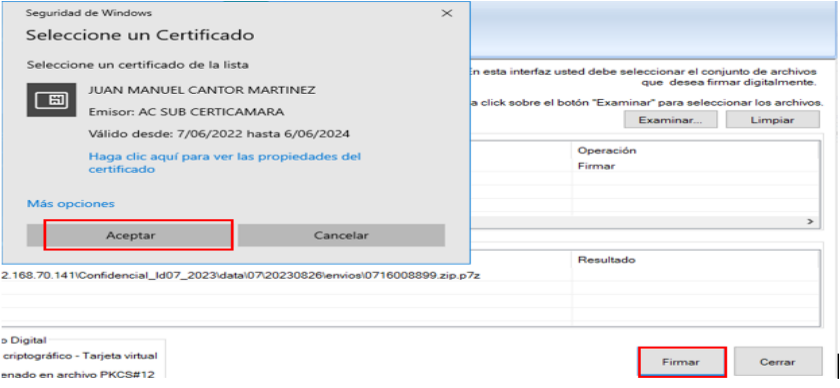 Seguridad de Windows
Seleccione un Certificado
Seleccione un certificado de la lista
JUAN MANUEL CANTOR MARTINEZ
Emisor: AC SUB CERTICAMARA
Válido desde: 7/06/2022 hasta 6/06/2024
Haga clic aquí para ver las propiedades del
certificado
Más opciones
Aceptar Cancelar
En esta interfaz usted debe seleccionar el conjunto de archivos
que desea firmar digitalmente.
a click sobre el botón "Examinar" para seleccionar los archivos.
Examinar... Limpiar
Operación
Firmar
Resultado
2.168.70.141\Confidencial_Id07_2023\data\07\20230826\envios\0716008899.zip.p7z
o Digital
criptográfico - Tarjeta virtual
enado en archivo PKCS#12
Firmar Cerrar